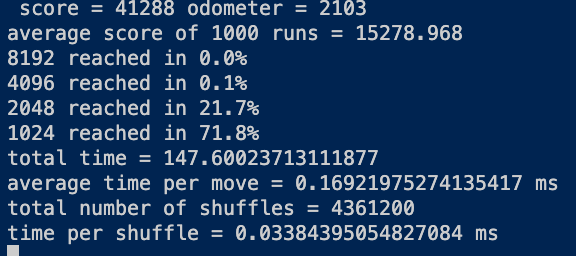 score = 41288 odometer = 2103
average score of 1000 runs = 15278.968
8192 reached in 0.0%
4096 reached in 0.1%
2048 reached in 21.7%
1024 reached in 71.8%
total time = 147.60023713111877
average time per move = 0.16921975274135417 ms
total number of shuffles = 4361200
time per shuffle = 0.03384395054827084 ms